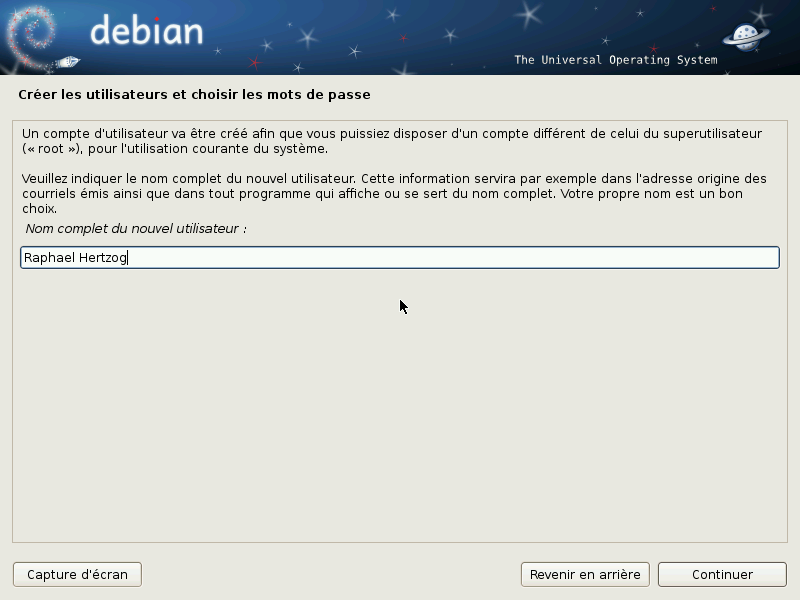 debian
The Universal Operating System
Créer les utilisateurs et choisir les mots de passe
Un compte d'utilisateur va être créé afin que vous puissiez disposer d'un compte différent de celui du superutilisateur
(« root »), pour l'utilisation courante du système.
Veuillez indiquer le nom complet du nouvel utilisateur. Cette information servira par exemple dans l'adresse origine des
courriels émis ainsi que dans tout programme qui affiche ou se sert du nom complet. Votre propre nom est un bon
choix.
Nom complet du nouvel utilisateur :
Raphael Hertzog
Capture d'écran
Revenir en arrière
Continuer